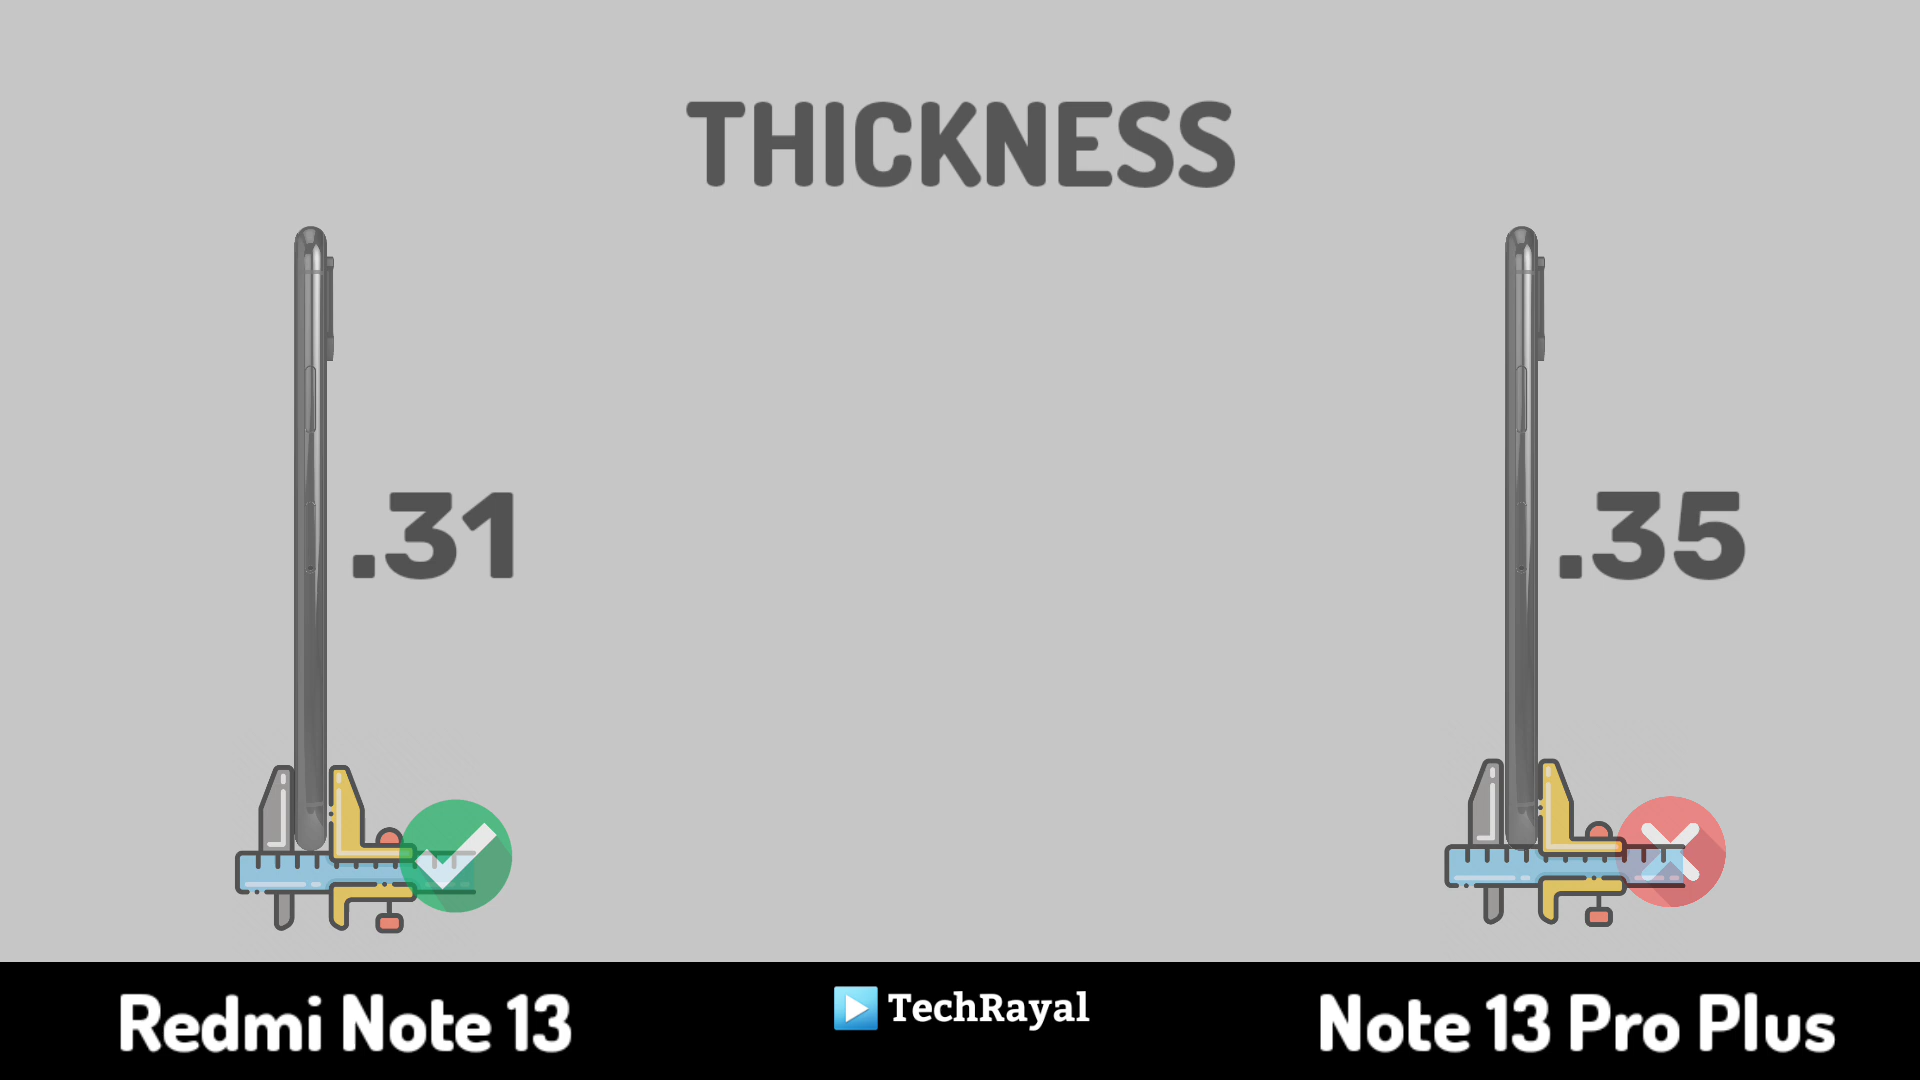 THICKNESS
.31
.35
Redmi Note 13
TechRayal
Note 13 Pro Plus